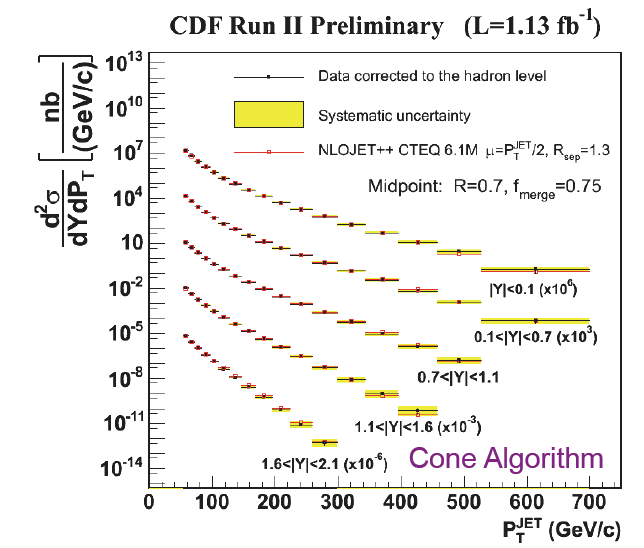 CDF Run II Preliminary (L=1.13 fb⁻¹)
d²σ/dYdP_T [nb/(GeV/c)]
10¹³
10¹⁰
10⁷
10⁴
10
10⁻²
10⁻⁵
10⁻⁸
10⁻¹¹
10⁻¹⁴
Data corrected to the hadron level
Systematic uncertainty
NLOJET++ CTEQ 6.1M μ=P_T^JET/2, R_sep=1.3
Midpoint: R=0.7, f_merge=0.75
|Y|<0.1 (x10⁶)
0.1<|Y|<0.7 (x10³)
0.7<|Y|<1.1
1.1<|Y|<1.6 (x10⁻³)
1.6<|Y|<2.1 (x10⁻⁶)
Cone Algorithm
0 100 200 300 400 500 600 700
P_T^JET (GeV/c)